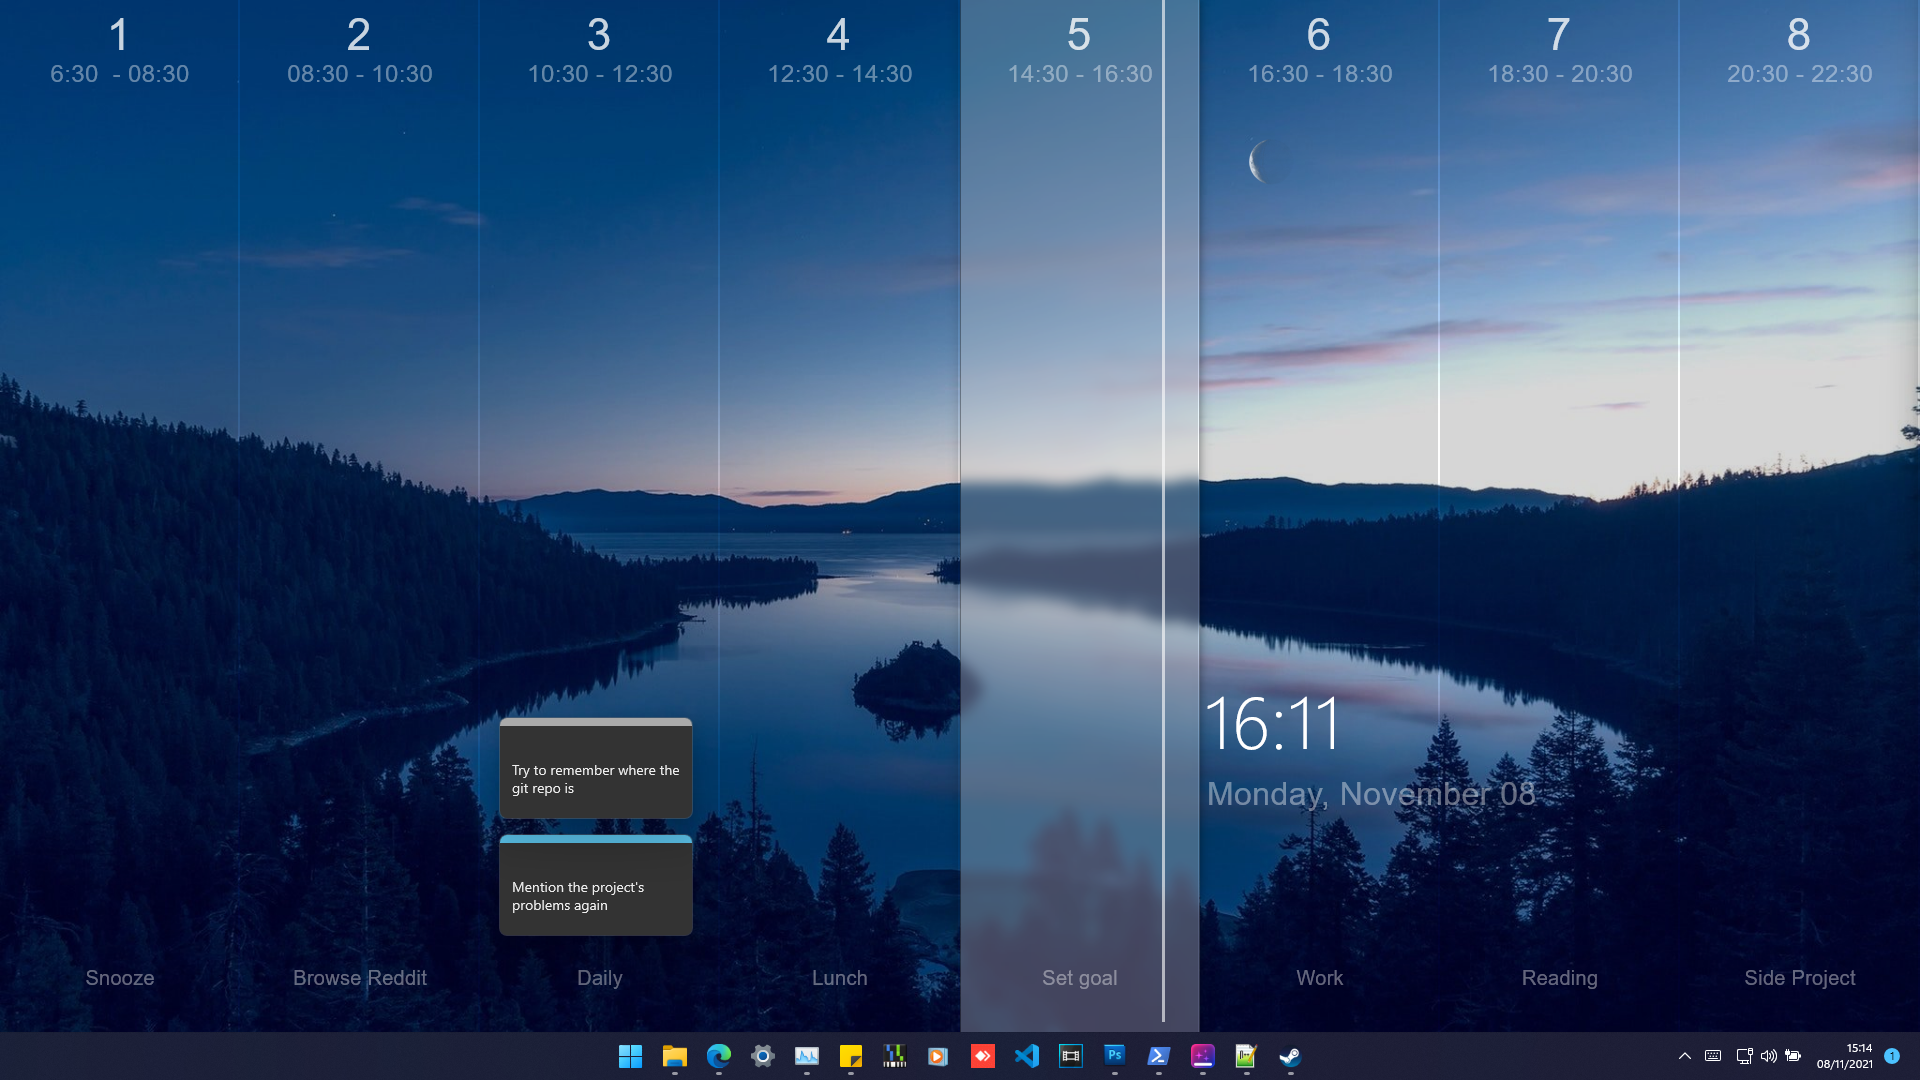 1
6:30 - 08:30
2
08:30 - 10:30
3
10:30 - 12:30
4
12:30 - 14:30
5
14:30 - 16:30
6
16:30 - 18:30
7
18:30 - 20:30
8
20:30 - 22:30
16:11
Monday, November 08
Try to remember where the
git repo is
Mention the project's
problems again
Snooze
Browse Reddit
Daily
Lunch
Set goal
Work
Reading
Side Project
Ps
15:14
08/11/2021
1